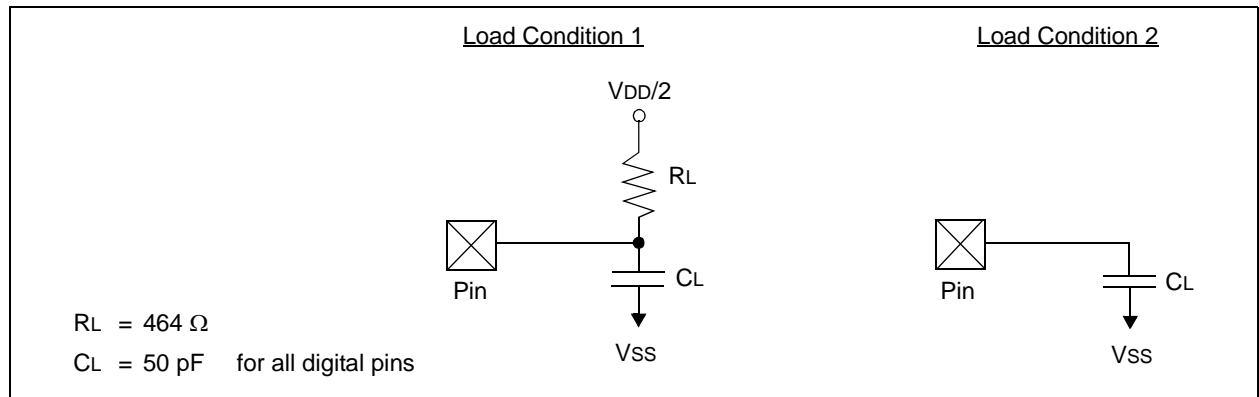 Load Condition 1
VDD/2
RL
CL
Pin
VSS
Load Condition 2
CL
Pin
VSS
RL = 464 Ω
CL = 50 pF for all digital pins